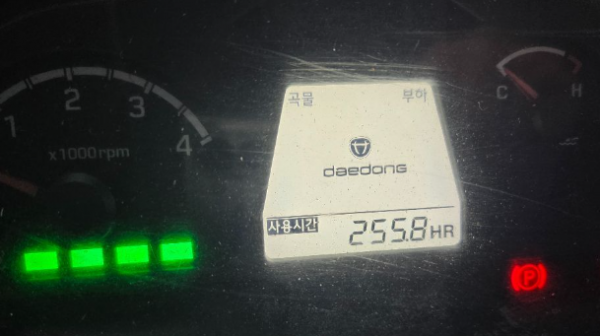 1 2 3 4
x1000rpm
곡물 부하
daedong
사용시간 255.8 HR
C H
P